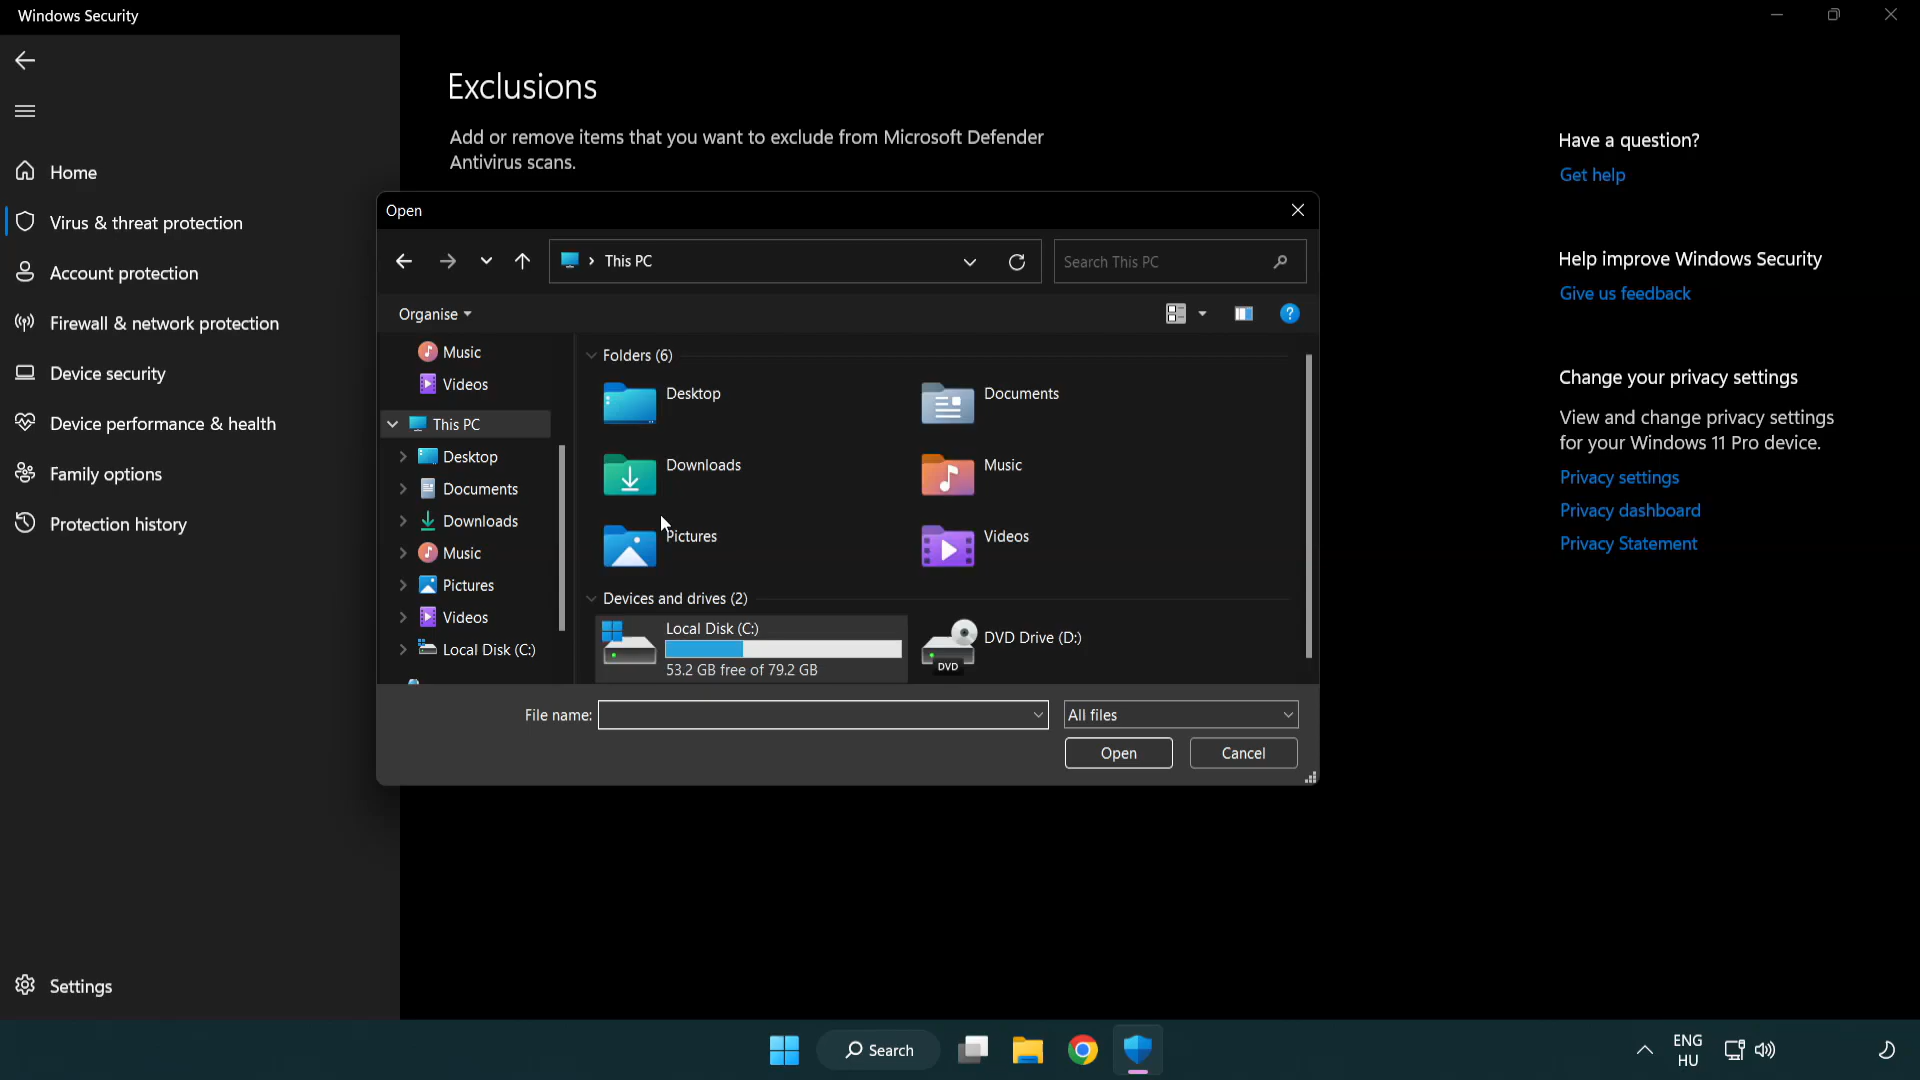 Windows Security
Home
Virus & threat protection
Account protection
Firewall & network protection
Device security
Device performance & health
Family options
Protection history
Settings
Exclusions
Add or remove items that you want to exclude from Microsoft Defender
Antivirus scans.
Have a question?
Get help
Help improve Windows Security
Give us feedback
Change your privacy settings
View and change privacy settings
for your Windows 11 Pro device.
Privacy settings
Privacy dashboard
Privacy Statement
Open
This PC
Search This PC
Organise
Music
Videos
This PC
Desktop
Documents
Downloads
Music
Pictures
Videos
Local Disk (C:)
Folders (6)
Desktop
Documents
Downloads
Music
Pictures
Videos
Devices and drives (2)
Local Disk (C:)
53.2 GB free of 79.2 GB
DVD Drive (D:)
DVD
File name:
All files
Open
Cancel
Search
ENG
HU